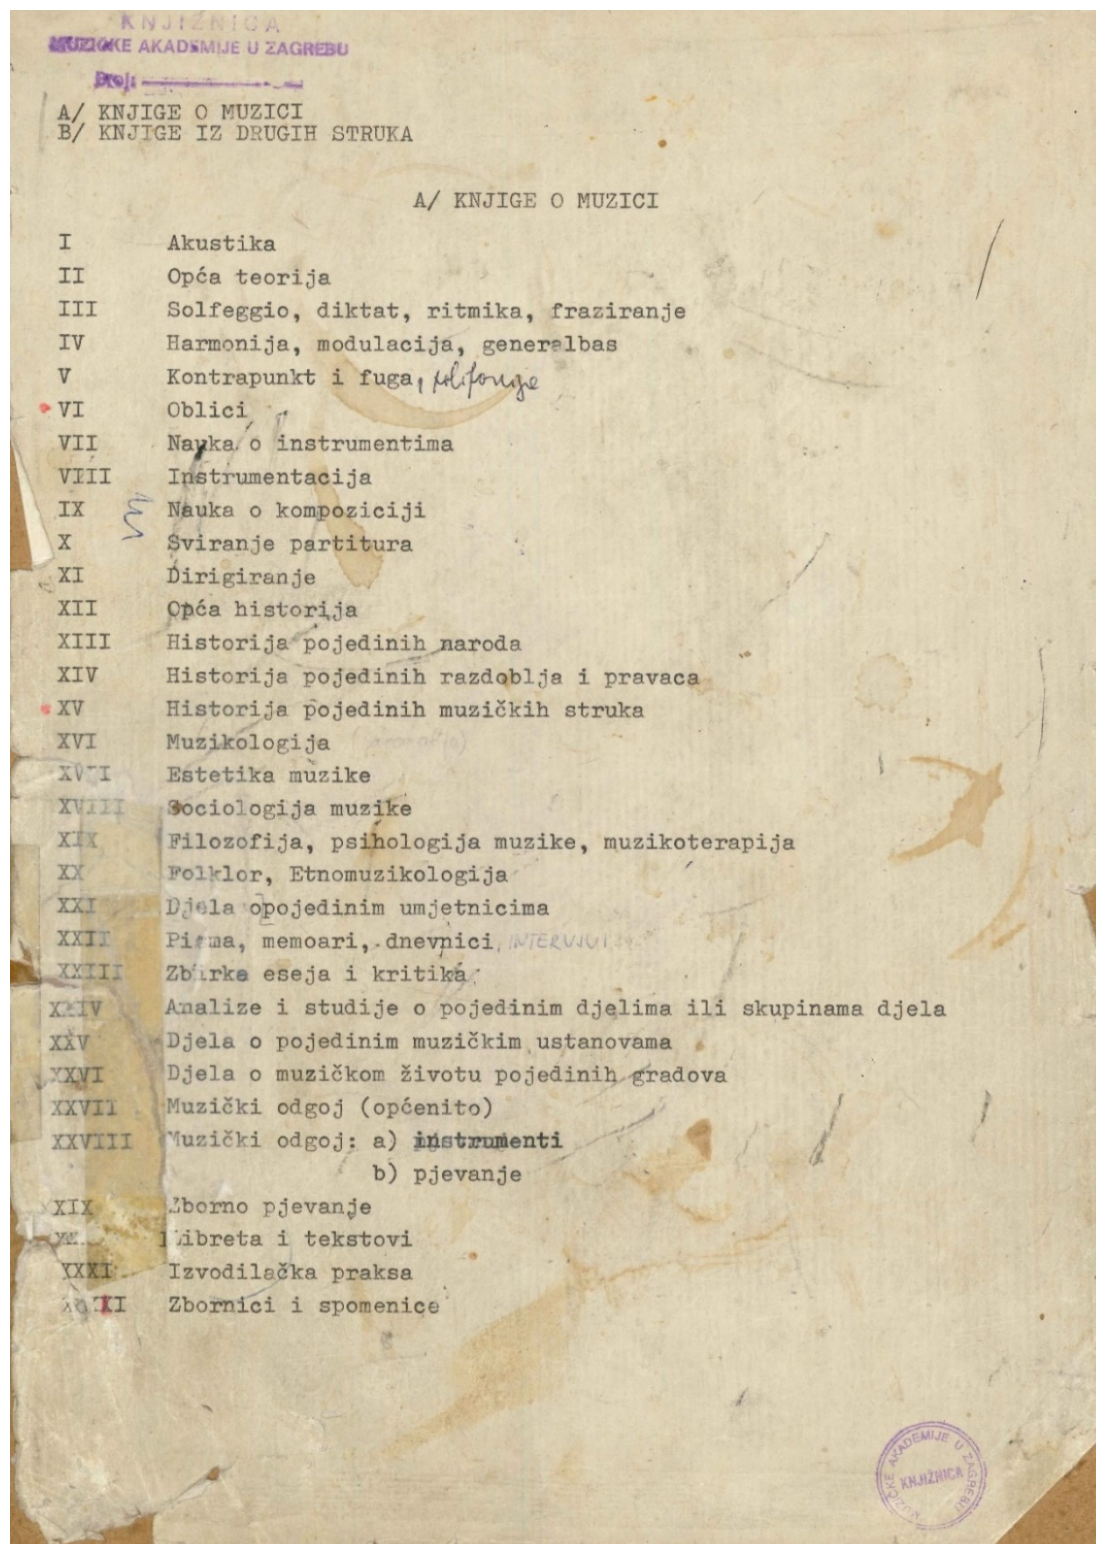 KNJIŽNICA
MUZIČKE AKADEMIJE U ZAGREBU
Broj:
A/ KNJIGE O MUZICI
B/ KNJIGE IZ DRUGIH STRUKA
A/ KNJIGE O MUZICI
I Akustika
II Opća teorija
III Solfeggio, diktat, ritmika, fraziranje
IV Harmonija, modulacija, generalbas
V Kontrapunkt i fuga, polifonija
VI Oblici
VII Nauka o instrumentima
VIII Instrumentacija
IX Nauka o kompoziciji
X Sviranje partitura
XI Dirigiranje
XII Opća historija
XIII Historija pojedinih naroda
XIV Historija pojedinih razdoblja i pravaca
XV Historija pojedinih muzičkih struka
XVI Muzikologija
XVII Estetika muzike
XVIII Sociologija muzike
XIX Filozofija, psihologija muzike, muzikoterapija
XX Folklor, Etnomuzikologija
XXI Djela opojedinim umjetnicima
XXII Pisma, memoari, dnevnici, INTERVJUI
XXIII Zbirke eseja i kritika
XXIV Analize i studije o pojedinim djelima ili skupinama djela
XXV Djela o pojedinim muzičkim ustanovama
XXVI Djela o muzičkom životu pojedinih gradova
XXVII Muzički odgoj (općenito)
XXVIII Muzički odgoj: a) instrumenti
b) pjevanje
XIX Zborno pjevanje
Libreta i tekstovi
XXXI Izvodilačka praksa
Zbornici i spomenice
MUZIČKE AKADEMIJE U ZAGREBU
KNJIŽNICA